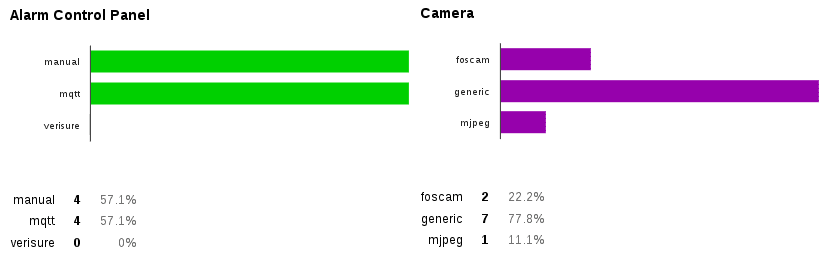 Alarm Control Panel
manual
mqtt
verisure
manual 4 57.1%
mqtt 4 57.1%
verisure 0 0%
Camera
foscam
generic
mjpeg
foscam 2 22.2%
generic 7 77.8%
mjpeg 1 11.1%